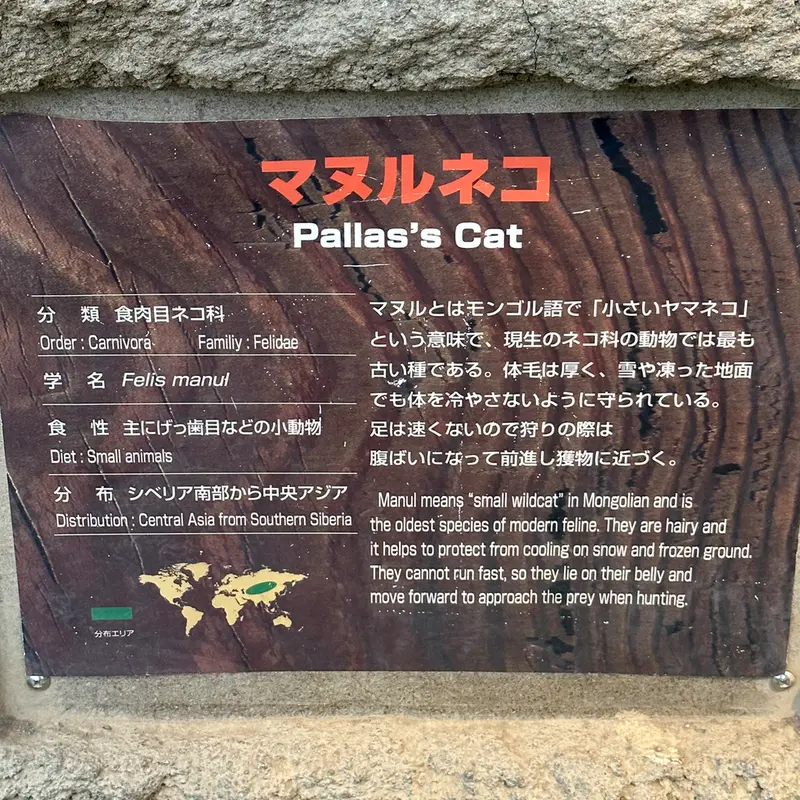 マヌルネコ
Pallas's Cat
分　類　食肉目ネコ科
Order : Carnivora　Familiy : Felidae
学　名　Felis manul
食　性　主にげっ歯目などの小動物
Diet : Small animals
分　布　シベリア南部から中央アジア
Distribution : Central Asia from Southern Siberia
分布エリア
マヌルとはモンゴル語で「小さいヤマネコ」
という意味で、現生のネコ科の動物では最も
古い種である。体毛は厚く、雪や凍った地面
でも体を冷やさないように守られている。
足は速くないので狩りの際は
腹ばいになって前進し獲物に近づく。
Manul means “small wildcat” in Mongolian and is
the oldest species of modern feline. They are hairy and
it helps to protect from cooling on snow and frozen ground.
They cannot run fast, so they lie on their belly and
move forward to approach the prey when hunting.